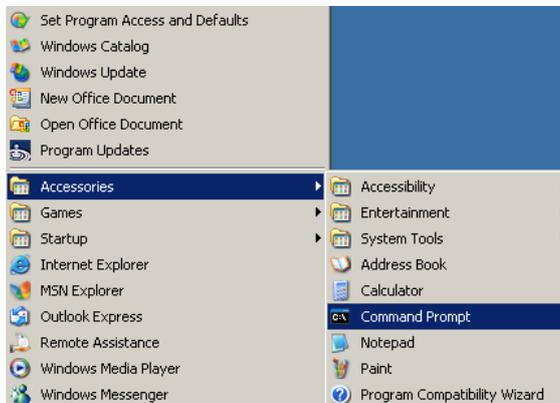 Set Program Access and Defaults
Windows Catalog
Windows Update
New Office Document
Open Office Document
Program Updates
Accessories
Games
Startup
Internet Explorer
MSN Explorer
Outlook Express
Remote Assistance
Windows Media Player
Windows Messenger
Accessibility
Entertainment
System Tools
Address Book
Calculator
C:\ Command Prompt
Notepad
Paint
Program Compatibility Wizard